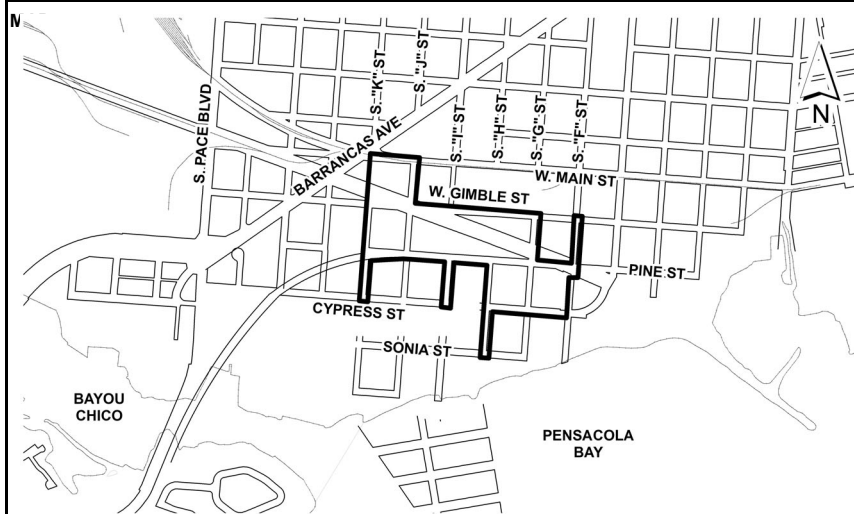 M
S. "K" ST
S. "J" ST
S. PACE BLVD
BARRANCAS AVE
S. "I" ST
S. "H" ST
S. "G" ST
S. "F" ST
N
W. MAIN ST
W. GIMBLE ST
PINE ST
CYPRESS ST
SONIA ST
BAYOU
CHICO
PENSACOLA
BAY